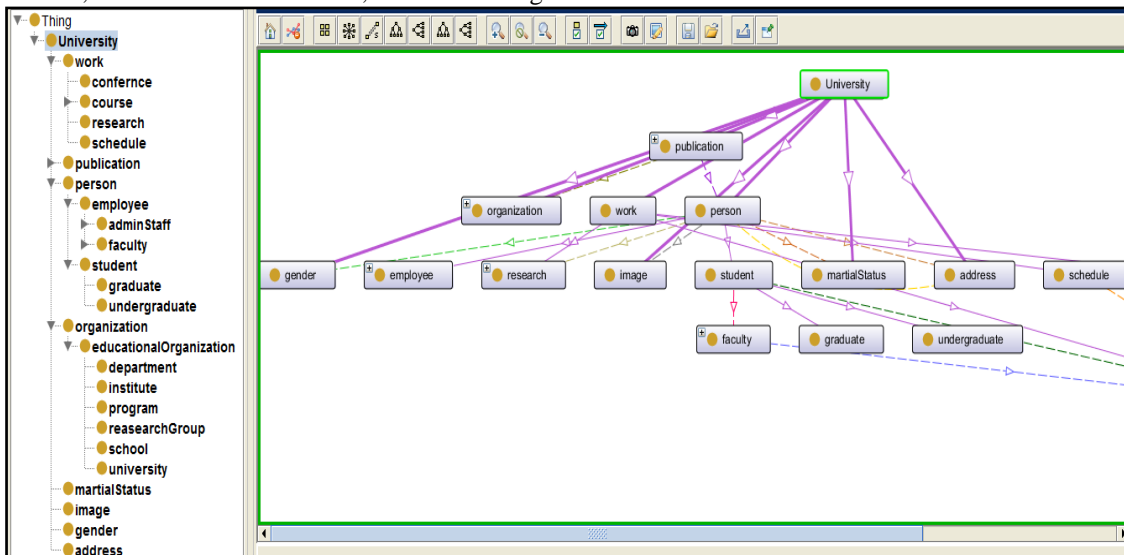 Thing
University
work
confernce
course
research
schedule
publication
person
employee
adminStaff
faculty
student
graduate
undergraduate
organization
educationalOrganization
department
institute
program
reasearchGroup
school
university
martialStatus
image
gender
address
University
publication
organization work person
gender employee research image student martialStatus address schedule
faculty graduate undergraduate